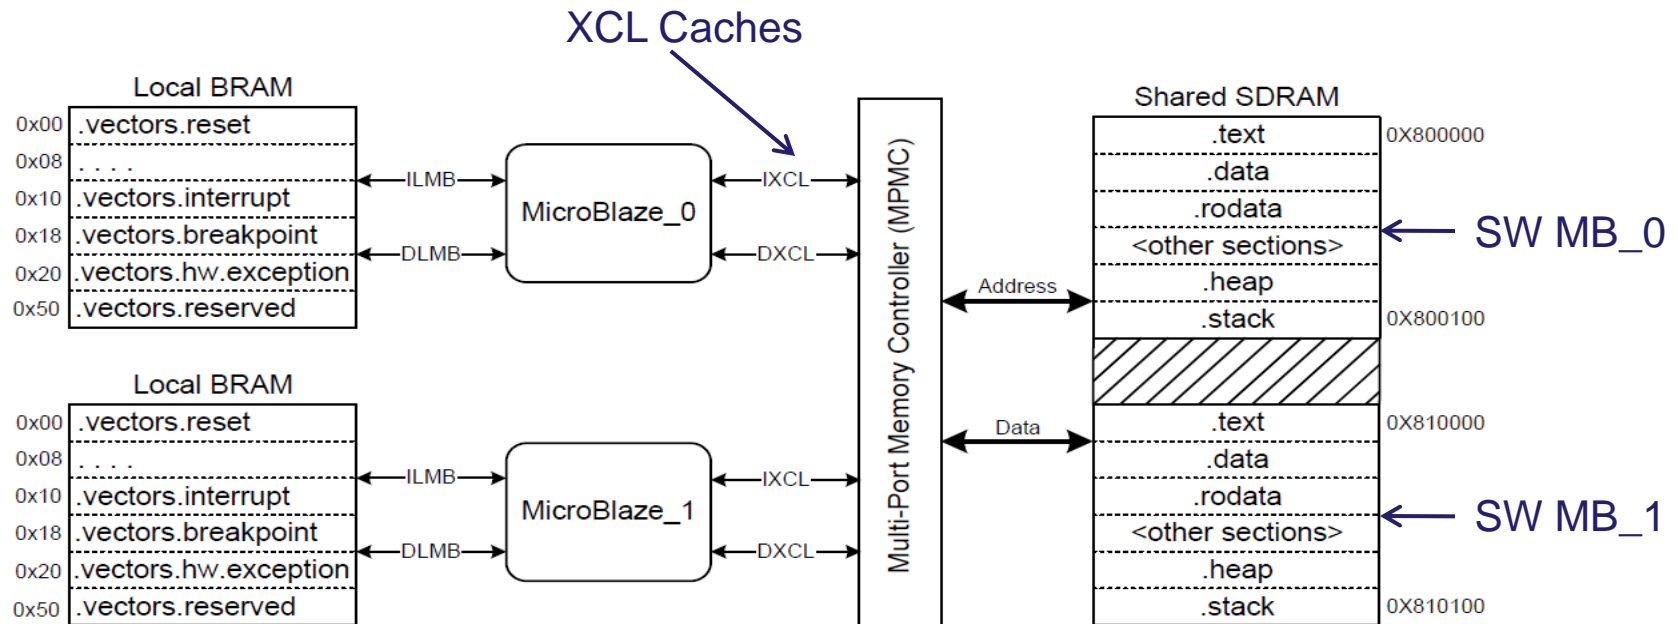 XCL Caches
Local BRAM
0x00 .vectors.reset
0x08 . . . .
0x10 .vectors.interrupt
0x18 .vectors.breakpoint
0x20 .vectors.hw.exception
0x50 .vectors.reserved
ILMB
DLMB
MicroBlaze_0
IXCL
DXCL
Local BRAM
0x00 .vectors.reset
0x08 . . . .
0x10 .vectors.interrupt
0x18 .vectors.breakpoint
0x20 .vectors.hw.exception
0x50 .vectors.reserved
ILMB
DLMB
MicroBlaze_1
IXCL
DXCL
Multi-Port Memory Controller (MPMC)
Address
Data
Shared SDRAM
.text 0X800000
.data
.rodata
<other sections>
.heap
.stack 0X800100
SW MB_0
.text 0X810000
.data
.rodata
<other sections>
.heap
.stack 0X810100
SW MB_1